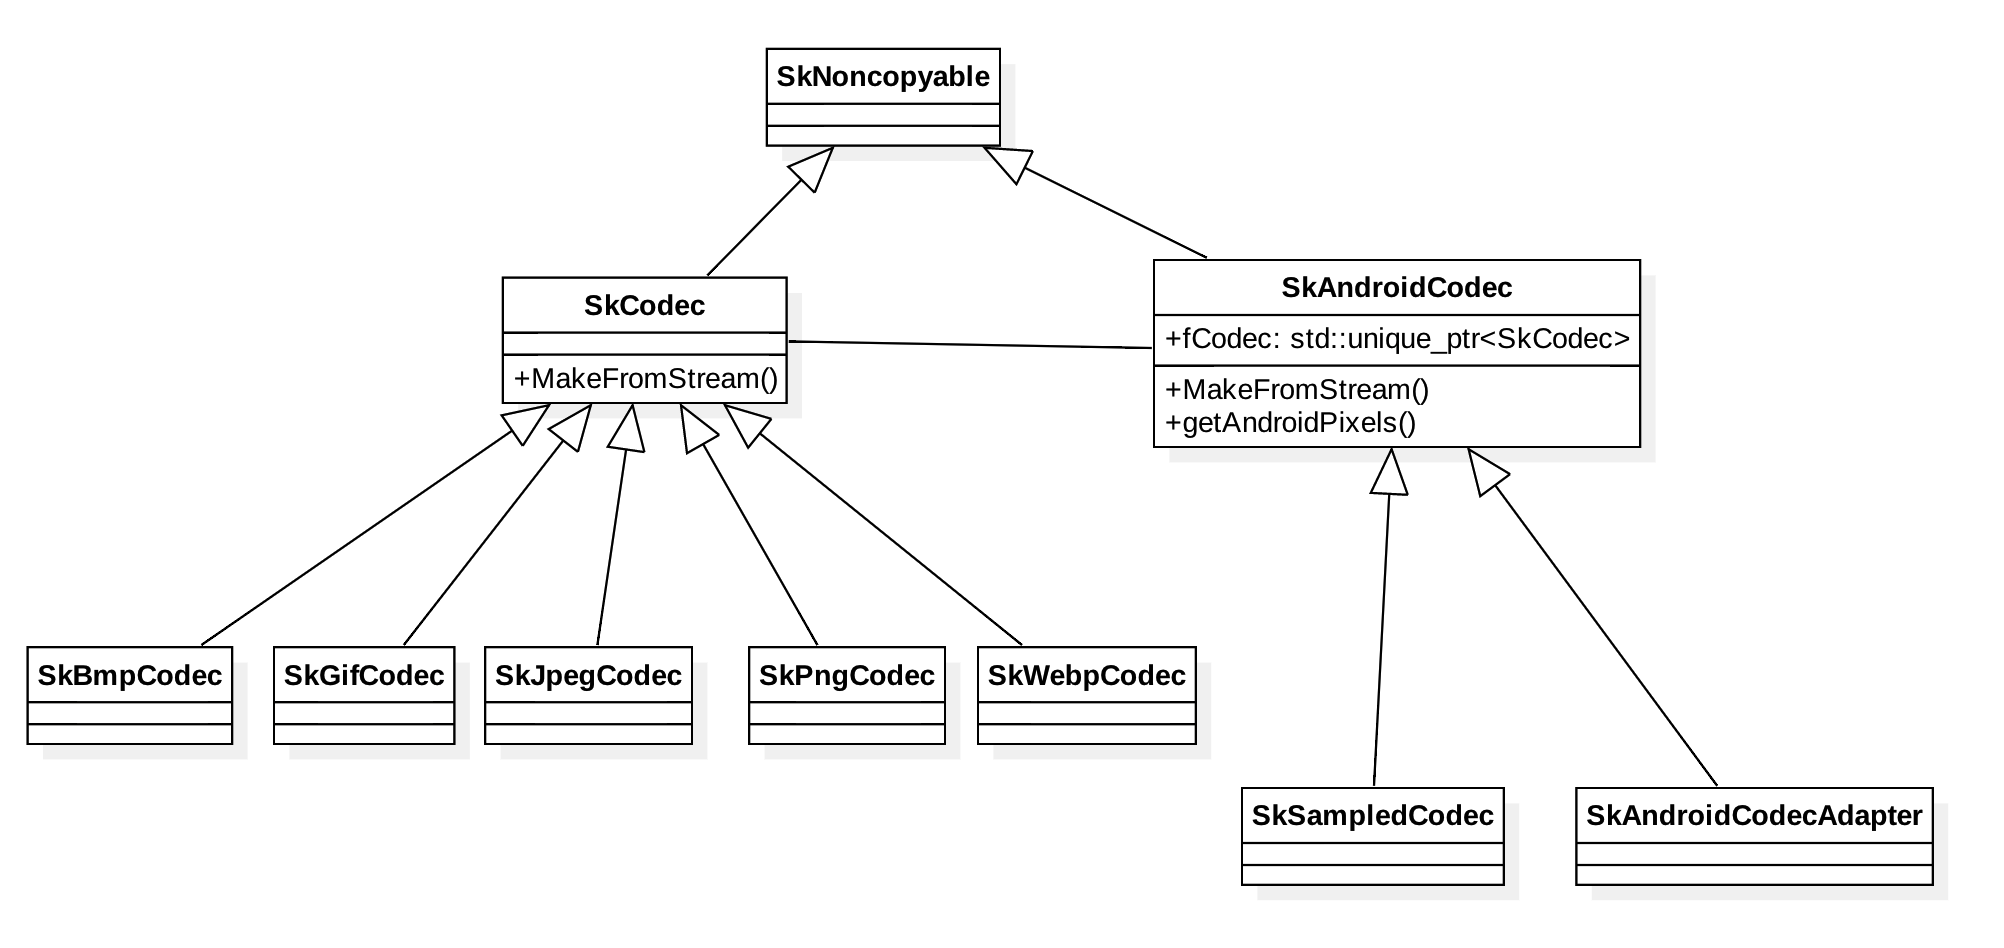 SkNoncopyable
SkCodec
+MakeFromStream()
SkAndroidCodec
+fCodec: std::unique_ptr<SkCodec>
+MakeFromStream()
+getAndroidPixels()
SkBmpCodec
SkGifCodec
SkJpegCodec
SkPngCodec
SkWebpCodec
SkSampledCodec
SkAndroidCodecAdapter